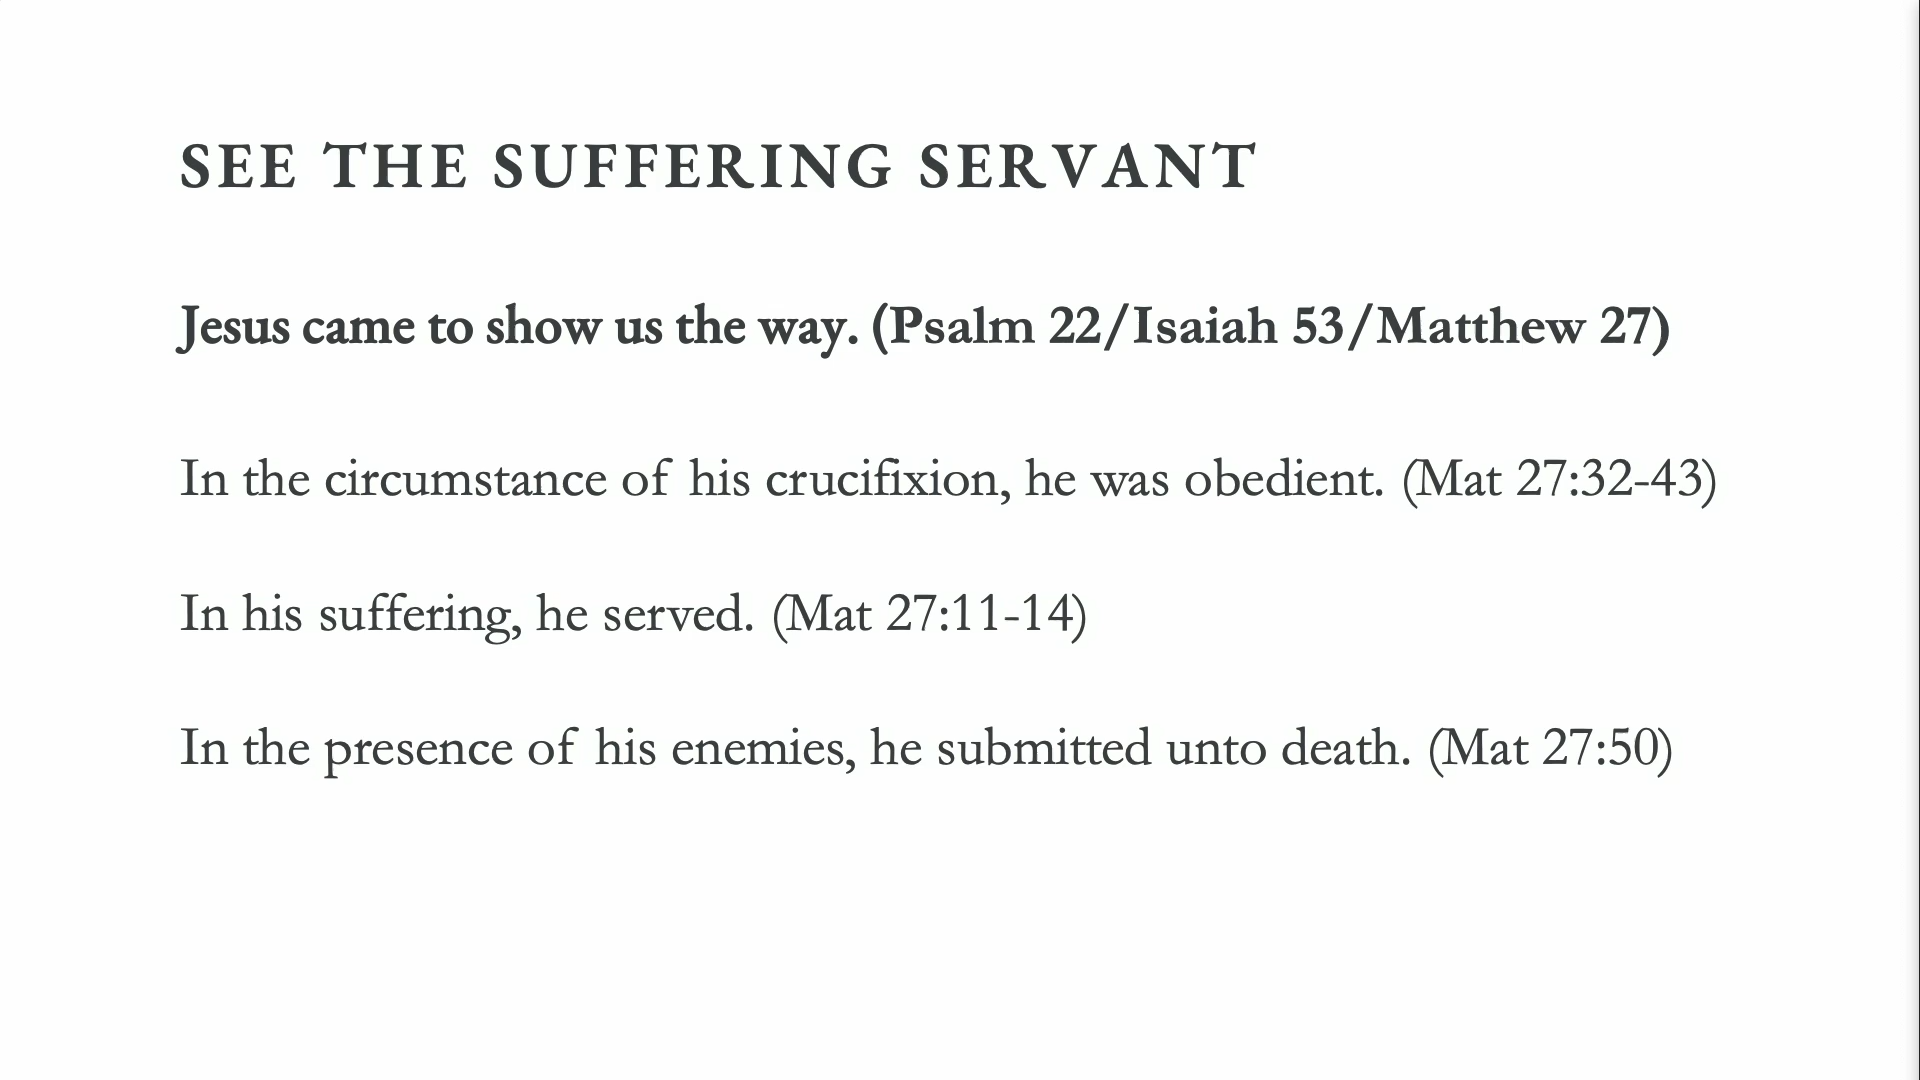 SEE THE SUFFERING SERVANT
Jesus came to show us the way. (Psalm 22/Isaiah 53/Matthew 27)
In the circumstance of his crucifixion, he was obedient. (Mat 27:32-43)
In his suffering, he served. (Mat 27:11-14)
In the presence of his enemies, he submitted unto death. (Mat 27:50)